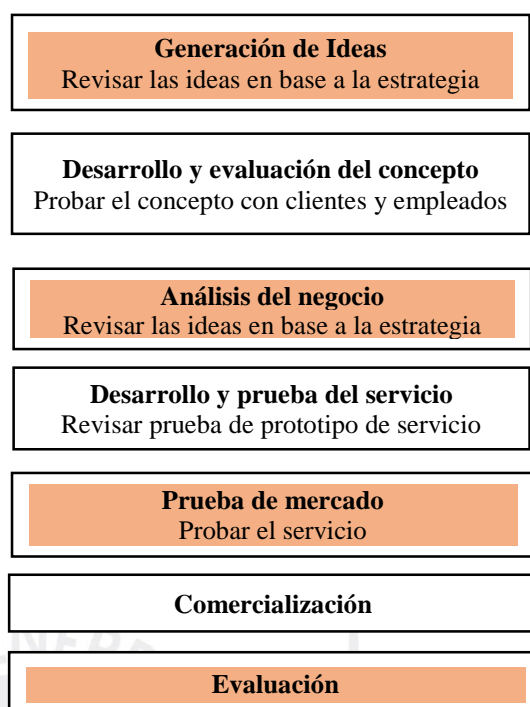 Generación de Ideas
Revisar las ideas en base a la estrategia
Desarrollo y evaluación del concepto
Probar el concepto con clientes y empleados
Análisis del negocio
Revisar las ideas en base a la estrategia
Desarrollo y prueba del servicio
Revisar prueba de prototipo de servicio
Prueba de mercado
Probar el servicio
Comercialización
Evaluación